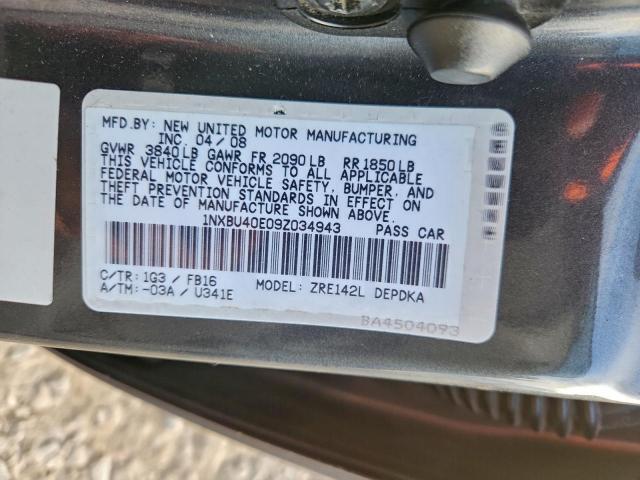 MFD.BY: NEW UNITED MOTOR MANUFACTURING
INC. 04/08
GVWR 3840LB GAWR FR 2090LB RR1850LB
THIS VEHICLE CONFORMS TO ALL APPLICABLE
FEDERAL MOTOR VEHICLE SAFETY, BUMPER, AND
THEFT PREVENTION STANDARDS IN EFFECT ON
THE DATE OF MANUFACTURE SHOWN ABOVE.
1NXBU40E09Z034943 PASS CAR
C/TR: 1G3 / FB16 MODEL: ZRE142L DEPDKA
A/TM: -03A / U341E
BA4504093